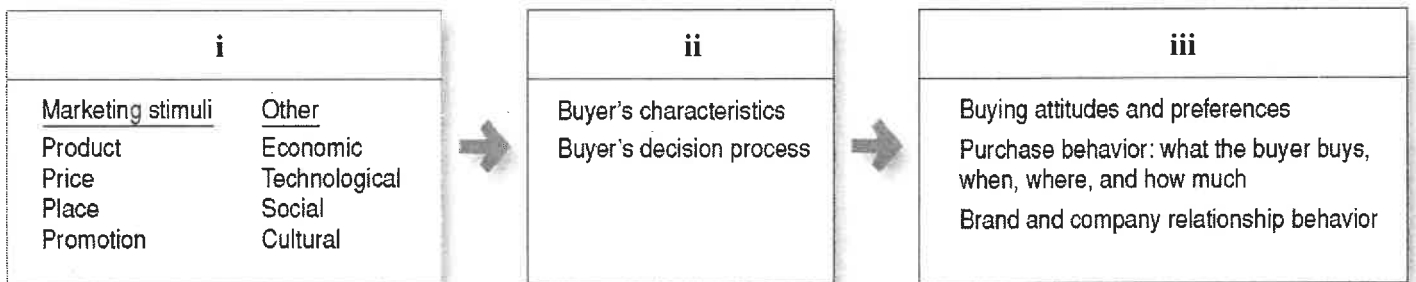 i
Marketing stimuli
Product
Price
Place
Promotion
Other
Economic
Technological
Social
Cultural
ii
Buyer’s characteristics
Buyer’s decision process
iii
Buying attitudes and preferences
Purchase behavior: what the buyer buys,
when, where, and how much
Brand and company relationship behavior